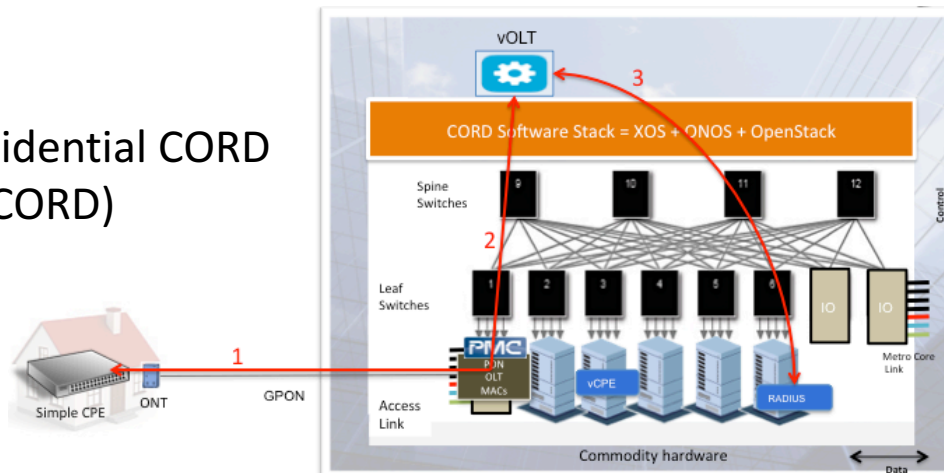 vOLT
3
CORD Software Stack = XOS + ONOS + OpenStack
idential CORD
CORD)
Spine
Switches
9 10 11 12
Control
2
Leaf
Switches
1 2 3 4 5 6
IO IO
1
PMC
PON
OLT
MACs
vCPE
RADIUS
Metro Core
Link
Simple CPE
ONT
GPON
Access
Link
Commodity hardware
Data